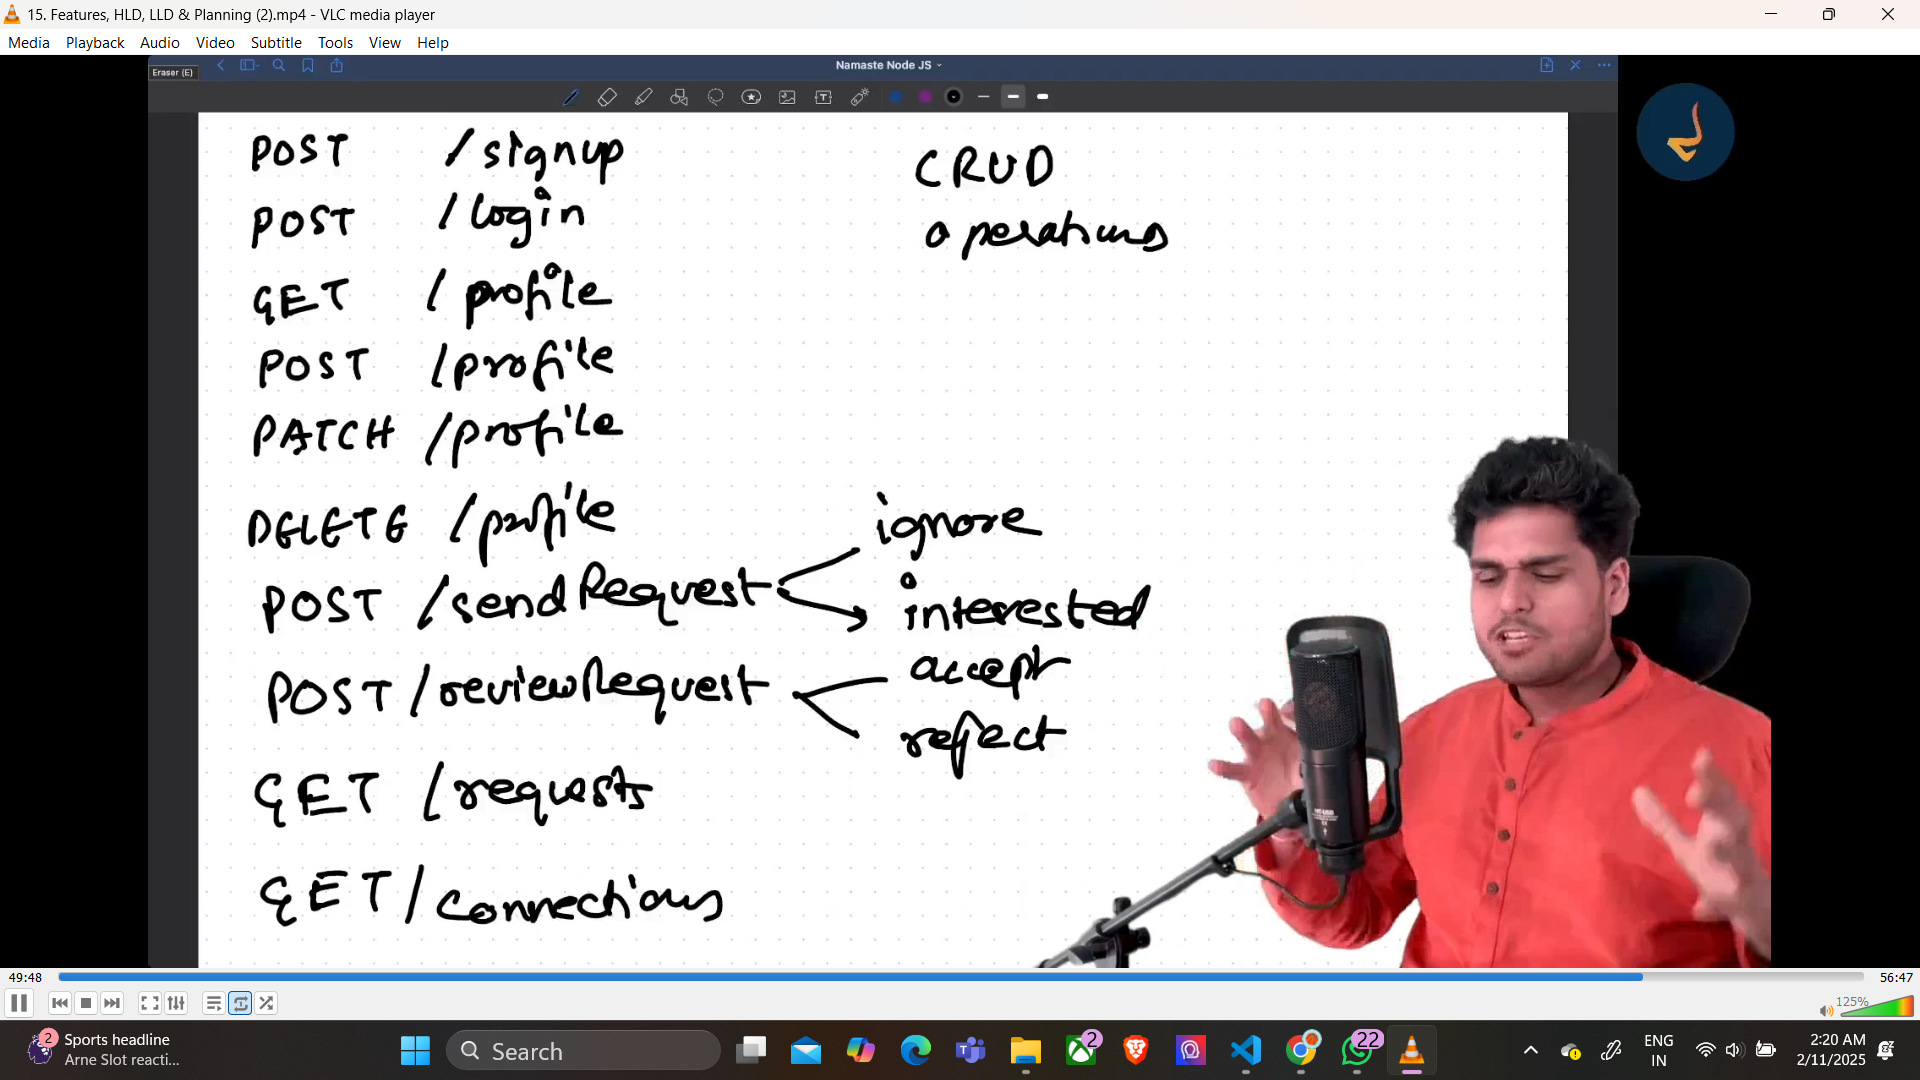 15. Features, HLD, LLD & Planning (2).mp4 - VLC media player
Media Playback Audio Video Subtitle Tools View Help
Eraser (E)
Namaste Node JS
POST /signup
POST /login
GET /profile
POST /profile
PATCH /profile
DELETE /profile
POST /sendRequest
POST /reviewRequest
GET /requests
GET /connections
CRUD
operations
ignore
interested
accept
reject
49:48
56:47
125%
2
Sports headline
Arne Slot reacti...
Search
2
22
ENG
IN
2:20 AM
2/11/2025